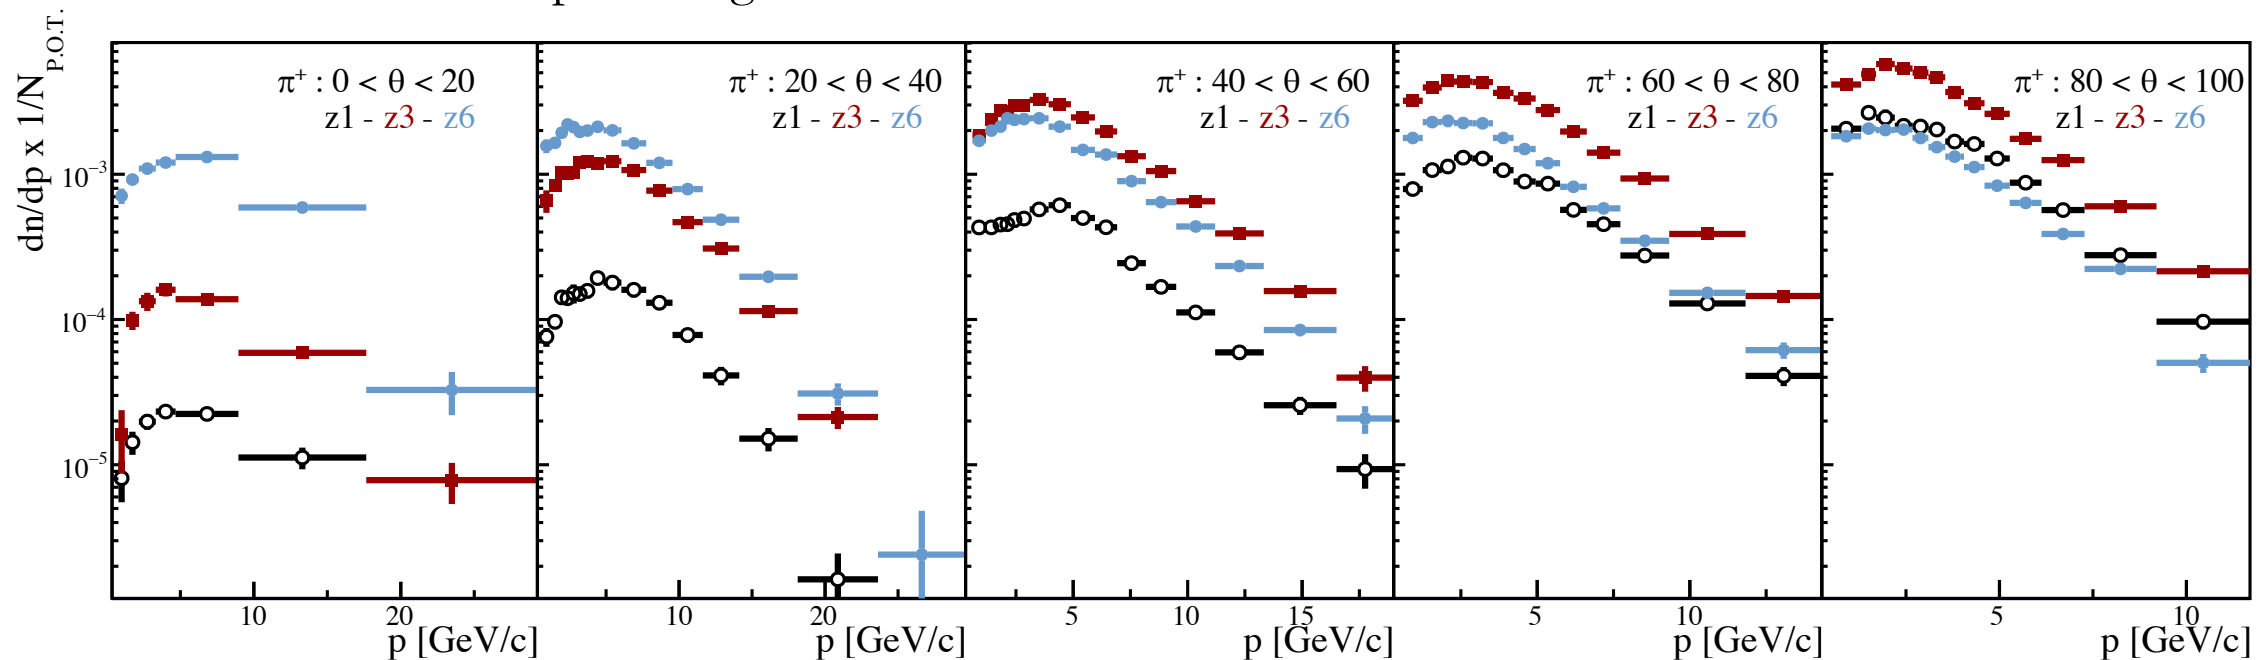 dn/dp x 1/N P.O.T.
10⁻³
10⁻⁴
10⁻⁵
π⁺ : 0 < θ < 20
z1 - z3 - z6
10 20
p [GeV/c]
π⁺ : 20 < θ < 40
z1 - z3 - z6
10 20
p [GeV/c]
π⁺ : 40 < θ < 60
z1 - z3 - z6
5 10 15
p [GeV/c]
π⁺ : 60 < θ < 80
z1 - z3 - z6
5 10
p [GeV/c]
π⁺ : 80 < θ < 100
z1 - z3 - z6
5 10
p [GeV/c]